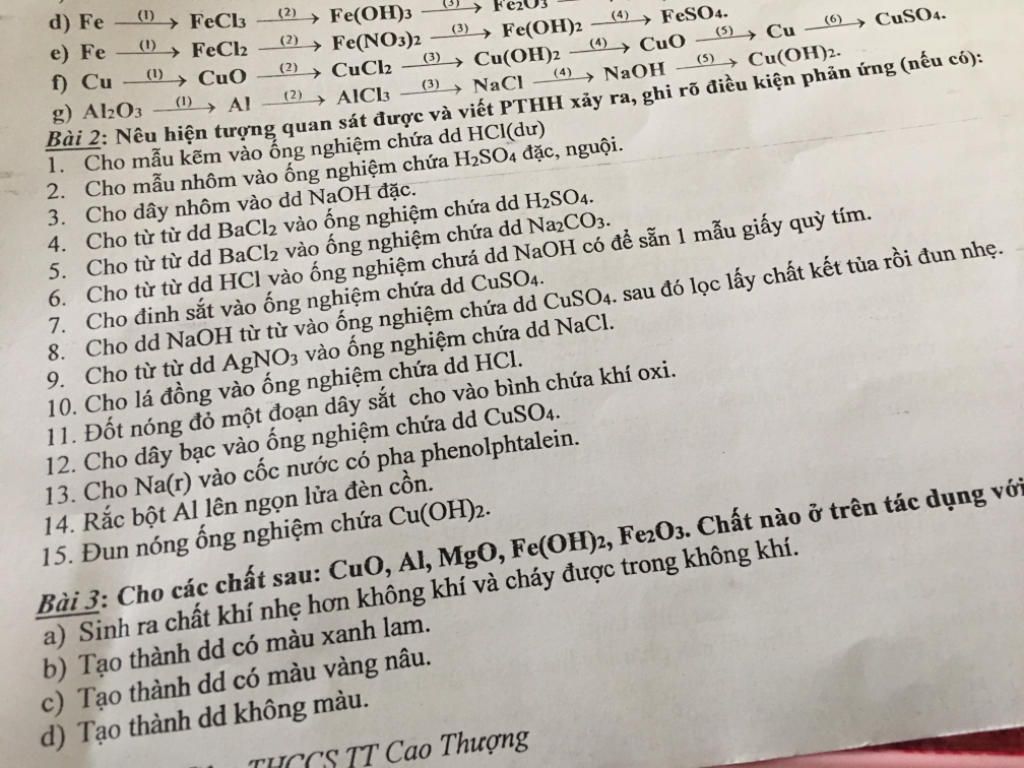 d) Fe (1)→ FeCl3 (2)→ Fe(OH)3 (3)→ Fe2O3
e) Fe (1)→ FeCl2 (2)→ Fe(NO3)2 (3)→ Fe(OH)2 (4)→ FeSO4.
f) Cu (1)→ CuO (2)→ CuCl2 (3)→ Cu(OH)2 (4)→ CuO (5)→ Cu (6)→ CuSO4.
g) Al2O3 (1)→ Al (2)→ AlCl3 (3)→ NaCl (4)→ NaOH (5)→ Cu(OH)2.
Bài 2: Nêu hiện tượng quan sát được và viết PTHH xảy ra, ghi rõ điều kiện phản ứng (nếu có):
1. Cho mẫu kẽm vào ống nghiệm chứa dd HCl(dư)
2. Cho mẫu nhôm vào ống nghiệm chứa H2SO4 đặc, nguội.
3. Cho dây nhôm vào dd NaOH đặc.
4. Cho từ từ dd BaCl2 vào ống nghiệm chứa dd H2SO4.
5. Cho từ từ dd BaCl2 vào ống nghiệm chứa dd Na2CO3.
6. Cho từ từ dd HCl vào ống nghiệm chưá dd NaOH có để sẵn 1 mẫu giấy quỳ tím.
7. Cho đinh sắt vào ống nghiệm chứa dd CuSO4.
8. Cho dd NaOH từ từ vào ống nghiệm chứa dd CuSO4. sau đó lọc lấy chất kết tủa rồi đun nhẹ.
9. Cho từ từ dd AgNO3 vào ống nghiệm chứa dd NaCl.
10. Cho lá đồng vào ống nghiệm chứa dd HCl.
11. Đốt nóng đỏ một đoạn dây sắt cho vào bình chứa khí oxi.
12. Cho dây bạc vào ống nghiệm chứa dd CuSO4.
13. Cho Na(r) vào cốc nước có pha phenolphtalein.
14. Rắc bột Al lên ngọn lửa đèn cồn.
15. Đun nóng ống nghiệm chứa Cu(OH)2.
Bài 3: Cho các chất sau: CuO, Al, MgO, Fe(OH)2, Fe2O3. Chất nào ở trên tác dụng với
a) Sinh ra chất khí nhẹ hơn không khí và cháy được trong không khí.
b) Tạo thành dd có màu xanh lam.
c) Tạo thành dd có màu vàng nâu.
d) Tạo thành dd không màu.
THCCS TT Cao Thượng